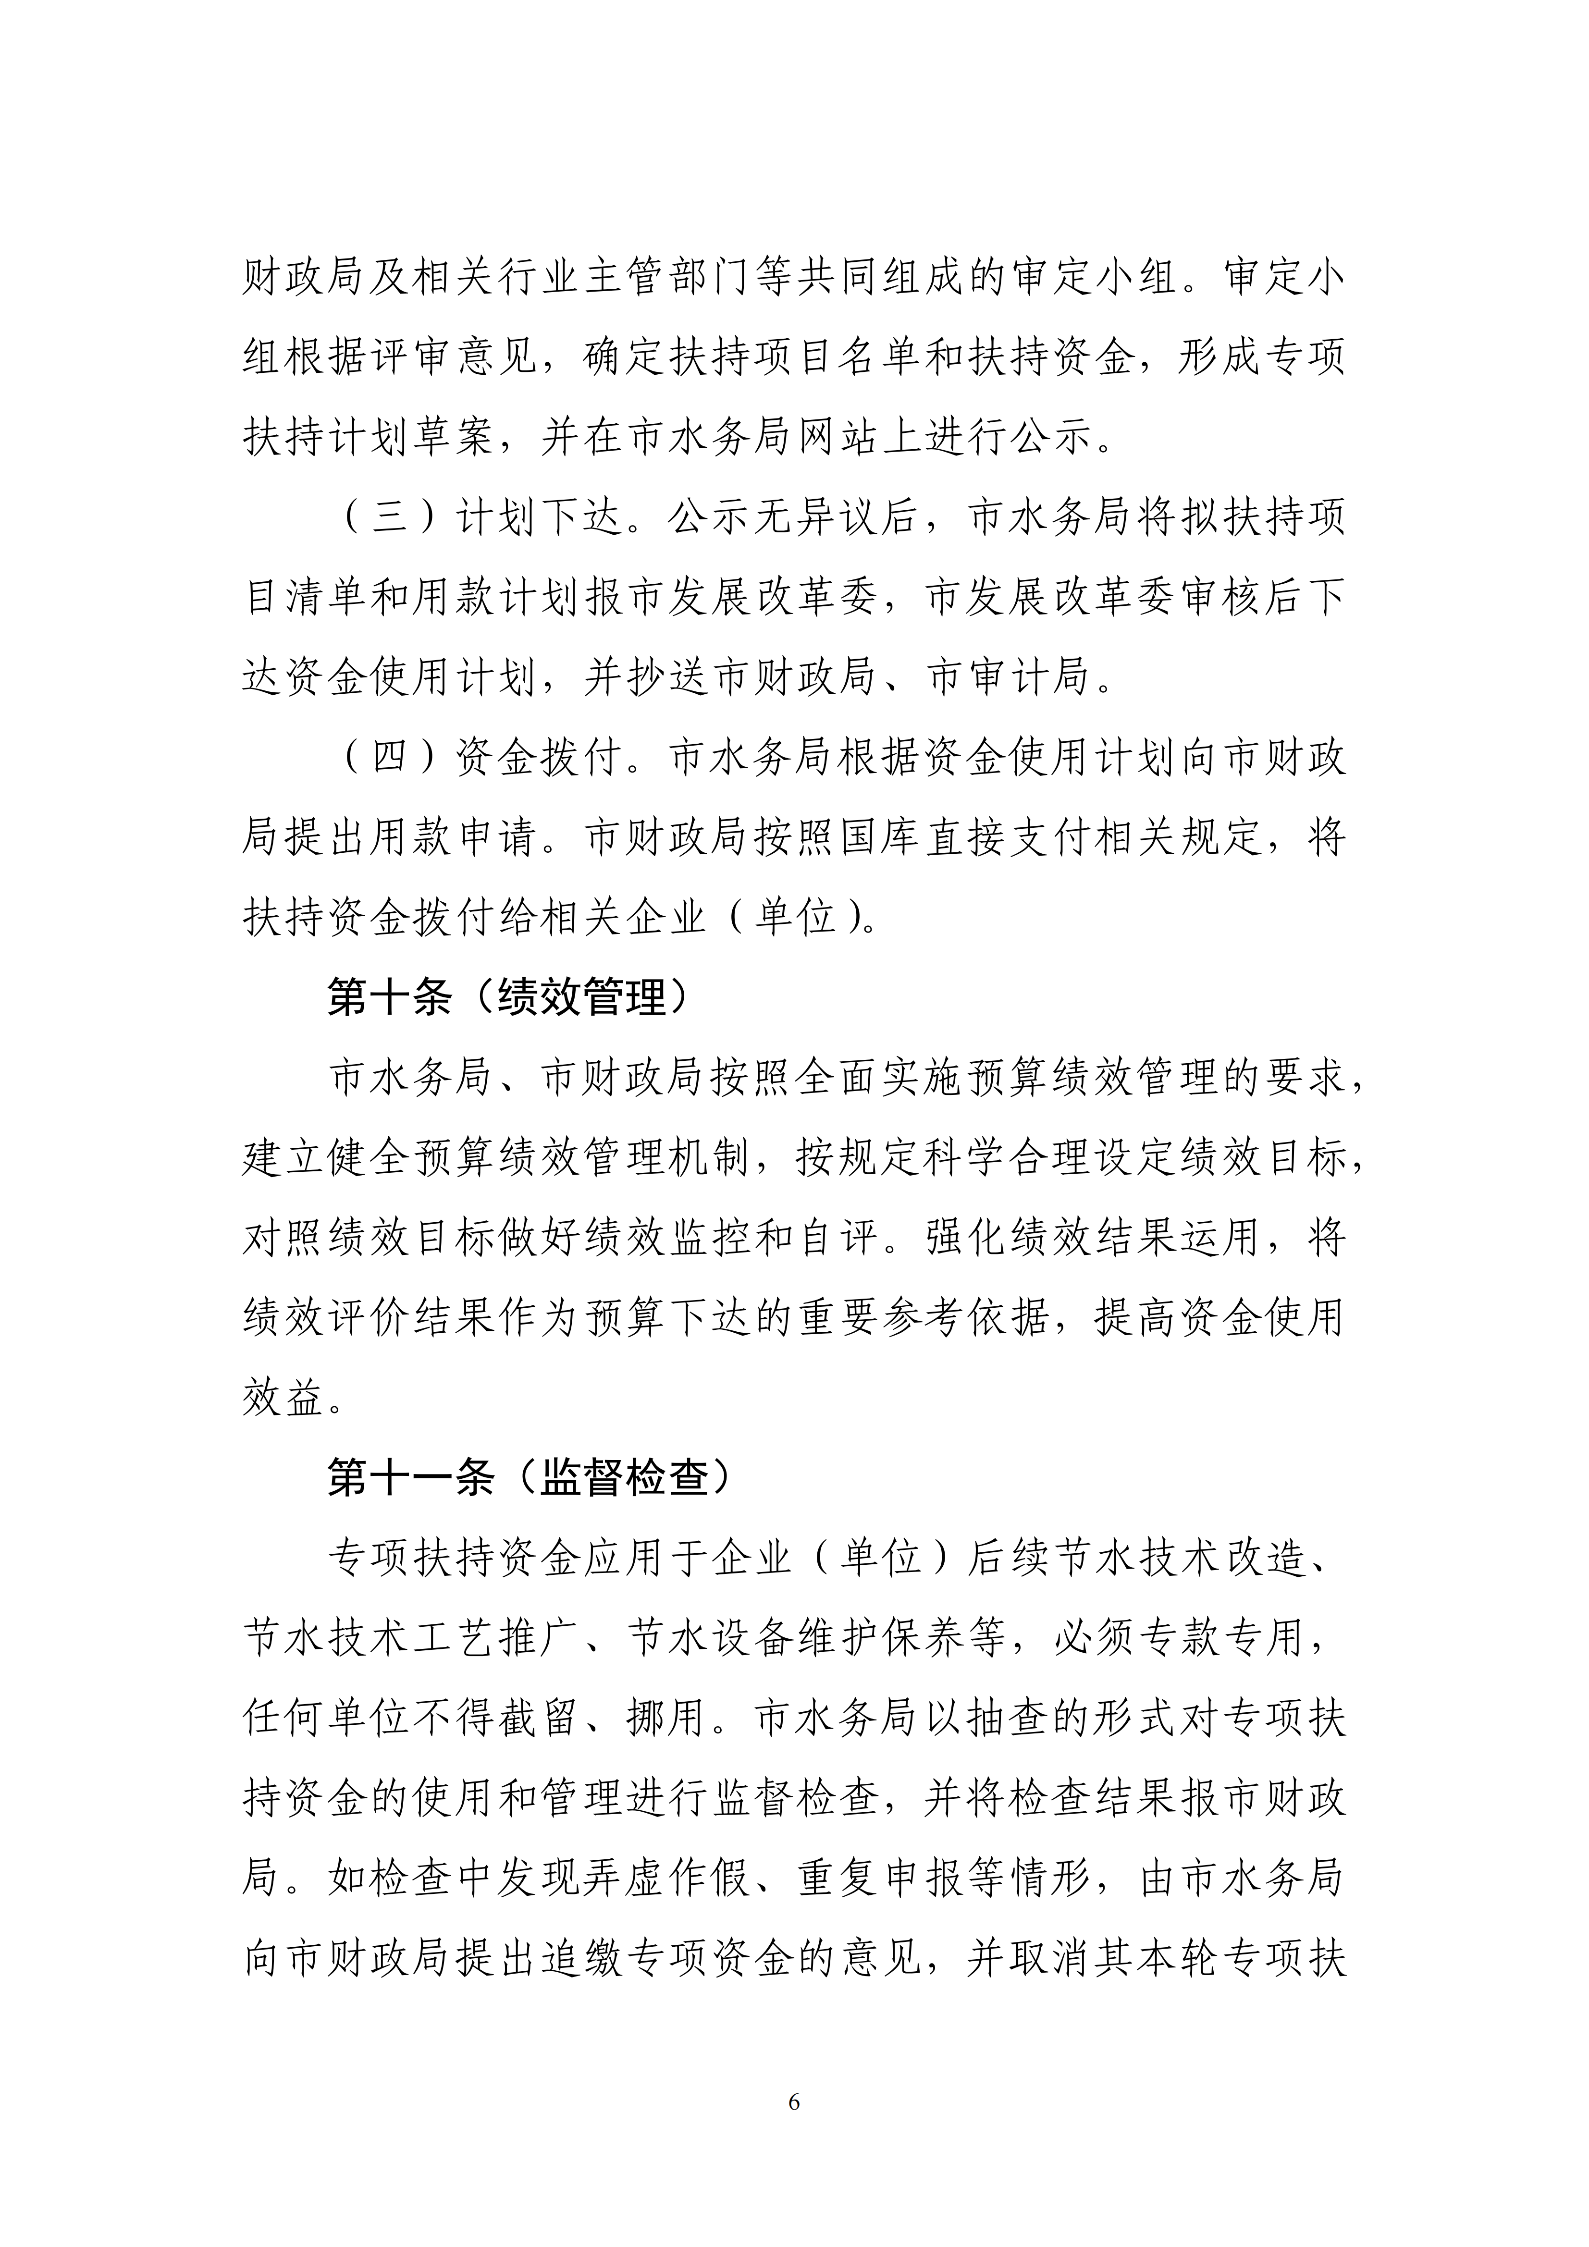 财政局及相关行业主管部门等共同组成的审定小组。审定小
组根据评审意见，确定扶持项目名单和扶持资金，形成专项
扶持计划草案，并在市水务局网站上进行公示。
（三）计划下达。公示无异议后，市水务局将拟扶持项
目清单和用款计划报市发展改革委，市发展改革委审核后下
达资金使用计划，并抄送市财政局、市审计局。
（四）资金拨付。市水务局根据资金使用计划向市财政
局提出用款申请。市财政局按照国库直接支付相关规定，将
扶持资金拨付给相关企业（单位）。
第十条（绩效管理）
市水务局、市财政局按照全面实施预算绩效管理的要求，
建立健全预算绩效管理机制，按规定科学合理设定绩效目标，
对照绩效目标做好绩效监控和自评。强化绩效结果运用，将
绩效评价结果作为预算下达的重要参考依据，提高资金使用
效益。
第十一条（监督检查）
专项扶持资金应用于企业（单位）后续节水技术改造、
节水技术工艺推广、节水设备维护保养等，必须专款专用，
任何单位不得截留、挪用。市水务局以抽查的形式对专项扶
持资金的使用和管理进行监督检查，并将检查结果报市财政
局。如检查中发现弄虚作假、重复申报等情形，由市水务局
向市财政局提出追缴专项资金的意见，并取消其本轮专项扶
6